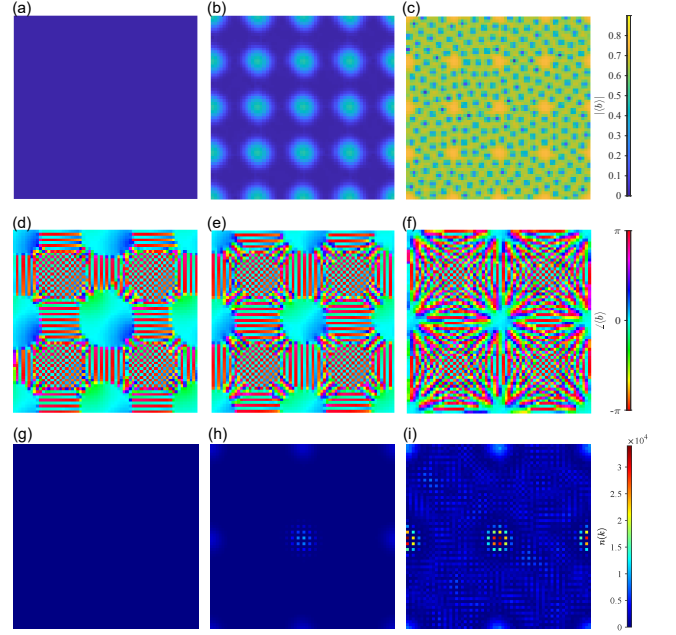 (a)
(b)
(c)
0.8
0.7
0.6
0.5
0.4
0.3
0.2
0.1
0
|⟨b⟩|
(d)
(e)
(f)
π
0
-π
∠⟨b⟩
(g)
(h)
(i)
×10⁴
3
2.5
2
1.5
1
0.5
0
n(k)